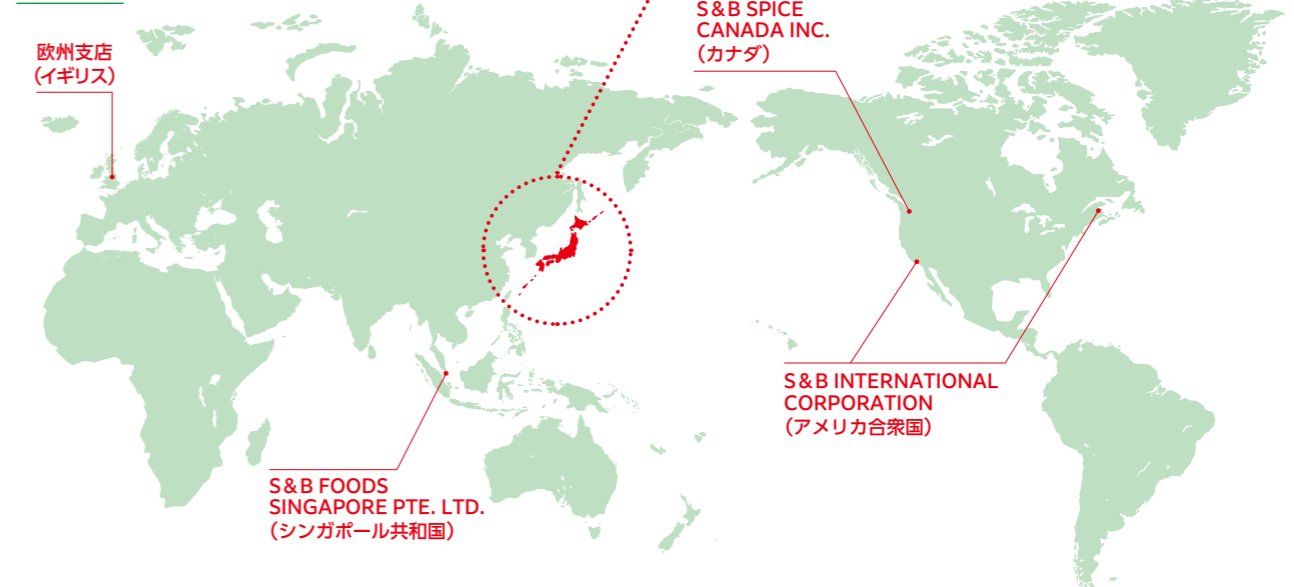 欧州支店
（イギリス）
S&B SPICE
CANADA INC.
（カナダ）
S&B INTERNATIONAL
CORPORATION
（アメリカ合衆国）
S&B FOODS
SINGAPORE PTE. LTD.
（シンガポール共和国）